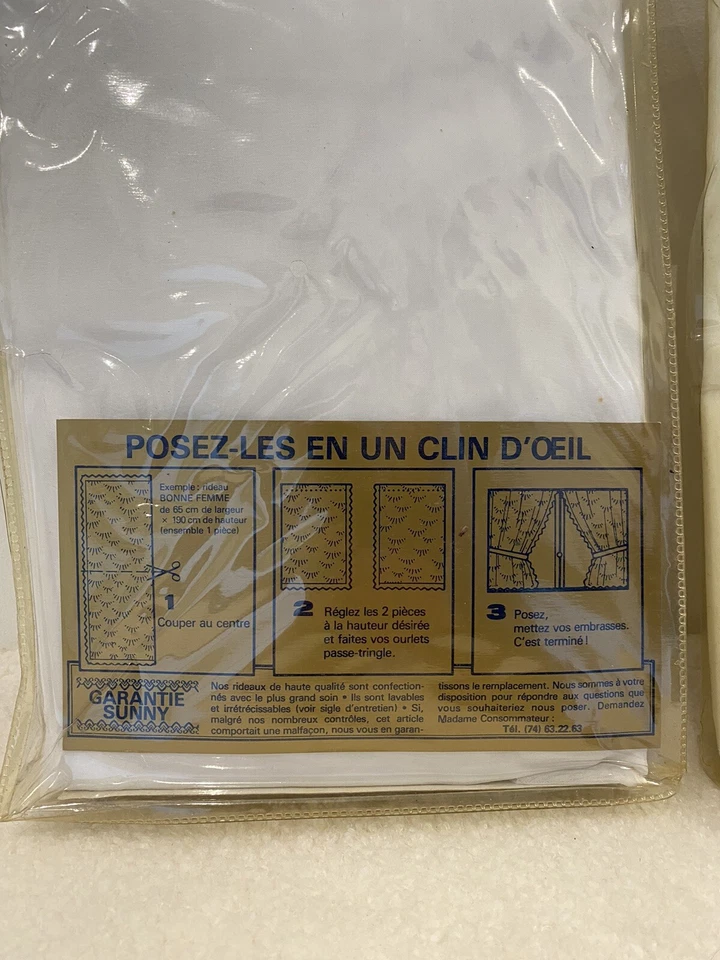 POSEZ-LES EN UN CLIN D'ŒIL
Exemple : rideau
BONNE FEMME
de 65 cm de largeur
× 190 cm de hauteur
(ensemble 1 pièce)
1
Couper au centre
2 Réglez les 2 pièces
à la hauteur désirée
et faites vos ourlets
passe-tringle.
3 Posez,
mettez vos embrasses.
C'est terminé !
GARANTIE
SUNNY
Nos rideaux de haute qualité sont confection-
nés avec le plus grand soin • Ils sont lavables
et irrétrécissables (voir sigle d'entretien) • Si,
malgré nos nombreux contrôles, cet article
comportait une malfaçon, nous vous en garan-
tissons le remplacement. Nous sommes à votre
disposition pour répondre aux questions que
vous souhaiteriez nous poser. Demandez
Madame Consommateur :
Tél. (74) 63.22.63